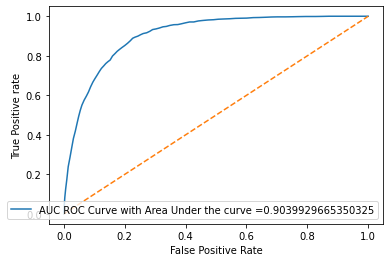 1.0
0.8
0.6
0.4
0.2
0.0
True Positive rate
AUC ROC Curve with Area Under the curve =0.9039929665350325
0.0 0.2 0.4 0.6 0.8 1.0
False Positive Rate